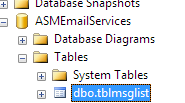 Database Snapshots
ASMEmailServices
Database Diagrams
Tables
System Tables
dbo.tblmsglist